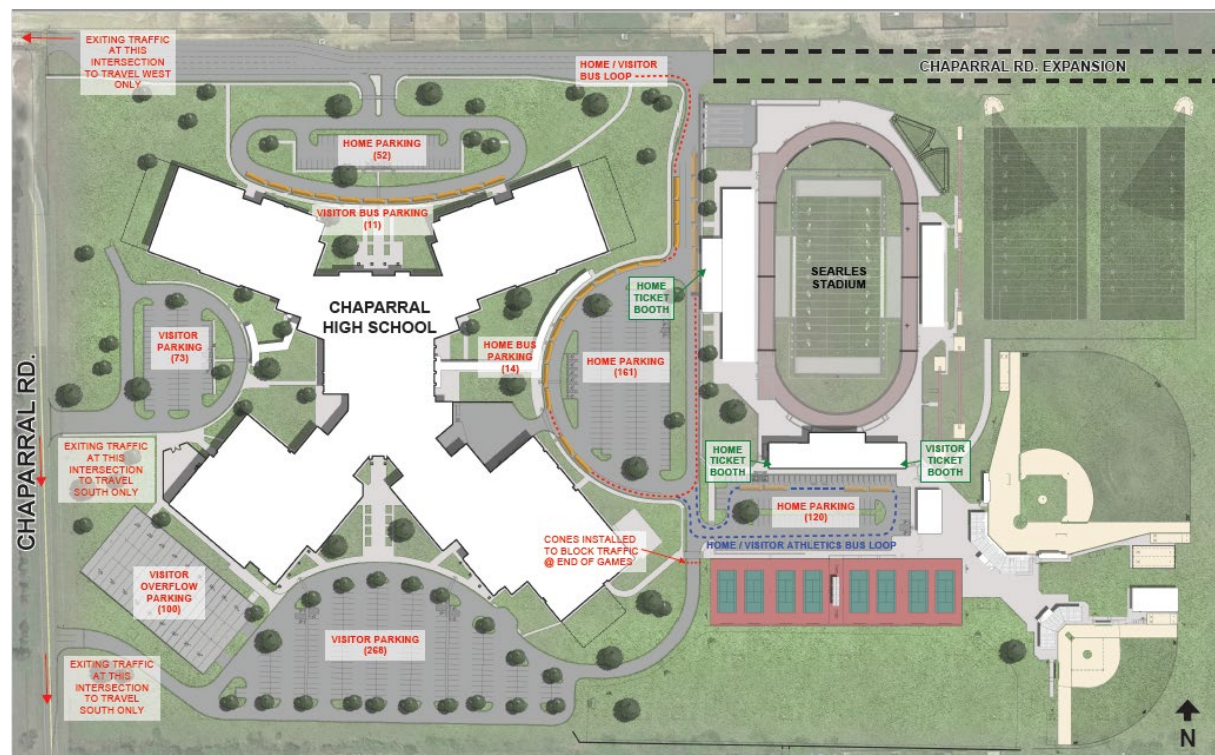 EXITING TRAFFIC
AT THIS
INTERSECTION
TO TRAVEL WEST
ONLY
HOME / VISITOR
BUS LOOP
CHAPARRAL RD. EXPANSION
HOME PARKING
(52)
VISITOR BUS PARKING
(11)
HOME
TICKET
BOOTH
SEARLES
STADIUM
CHAPARRAL
HIGH SCHOOL
VISITOR
PARKING
(73)
HOME BUS
PARKING
(14)
HOME PARKING
(161)
CHAPARRAL RD.
EXITING TRAFFIC
AT THIS
INTERSECTION
TO TRAVEL
SOUTH ONLY
HOME
TICKET
BOOTH
VISITOR
TICKET
BOOTH
HOME PARKING
(120)
HOME / VISITOR ATHLETICS BUS LOOP
CONES INSTALLED
TO BLOCK TRAFFIC
@ END OF GAMES
VISITOR
OVERFLOW
PARKING
(100)
VISITOR PARKING
(268)
EXITING TRAFFIC
AT THIS
INTERSECTION
TO TRAVEL
SOUTH ONLY
N